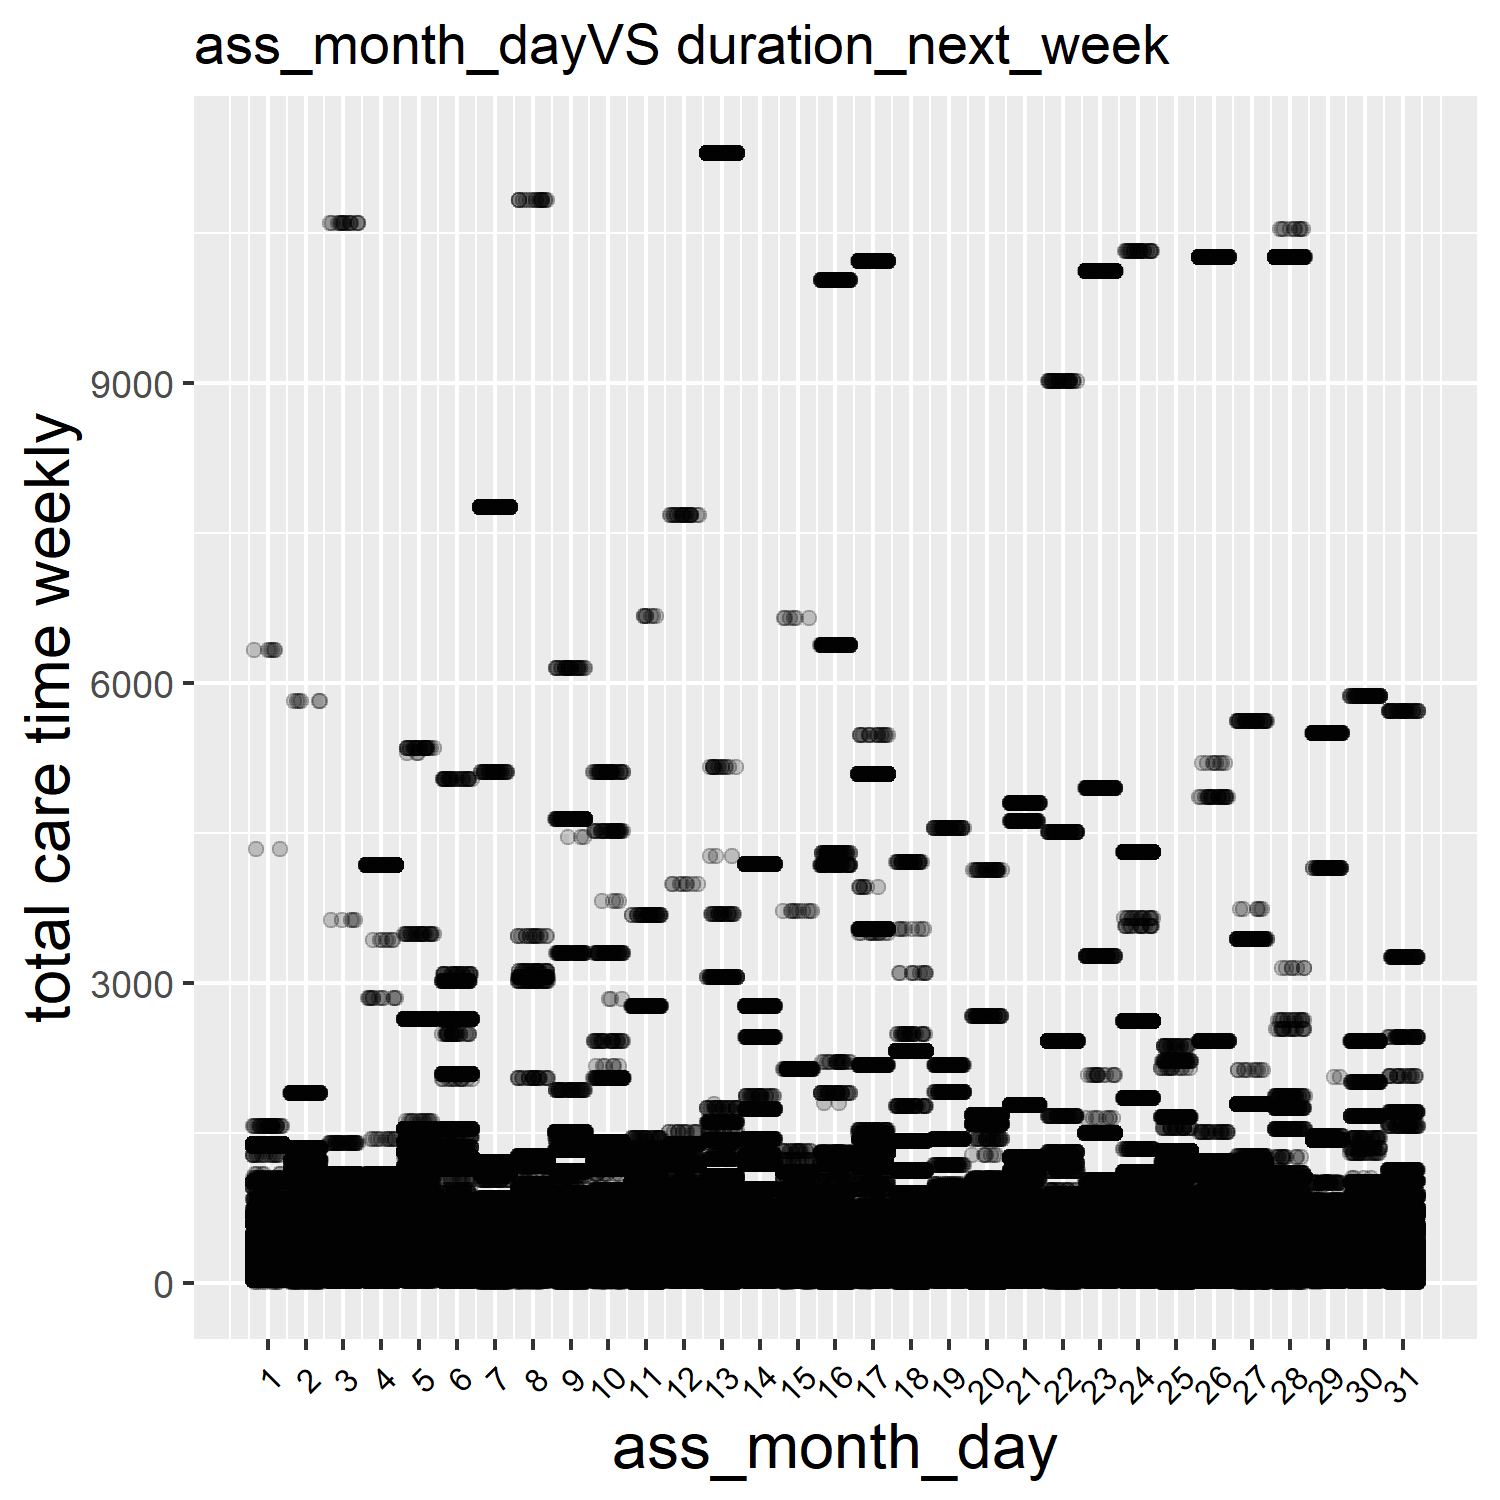 ass_month_dayVS duration_next_week
total care time weekly
9000
6000
3000
0
1 2 3 4 5 6 7 8 9 10 11 12 13 14 15 16 17 18 19 20 21 22 23 24 25 26 27 28 29 30 31
ass_month_day